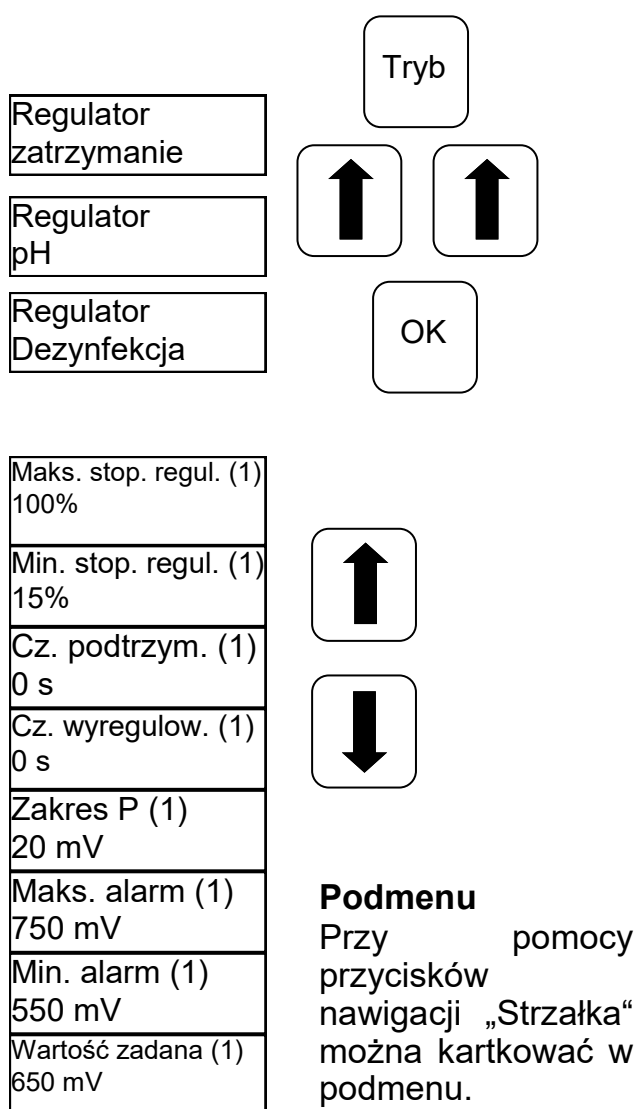 Tryb
Regulator
zatrzymanie
Regulator
pH
Regulator
Dezynfekcja
OK
Maks. stop. regul. (1)
100%
Min. stop. regul. (1)
15%
Cz. podtrzym. (1)
0 s
Cz. wyregulow. (1)
0 s
Zakres P (1)
20 mV
Maks. alarm (1)
750 mV
Min. alarm (1)
550 mV
Wartość zadana (1)
650 mV
Podmenu
Przy pomocy
przycisków
nawigacji „Strzałka“
można kartkować w
podmenu.